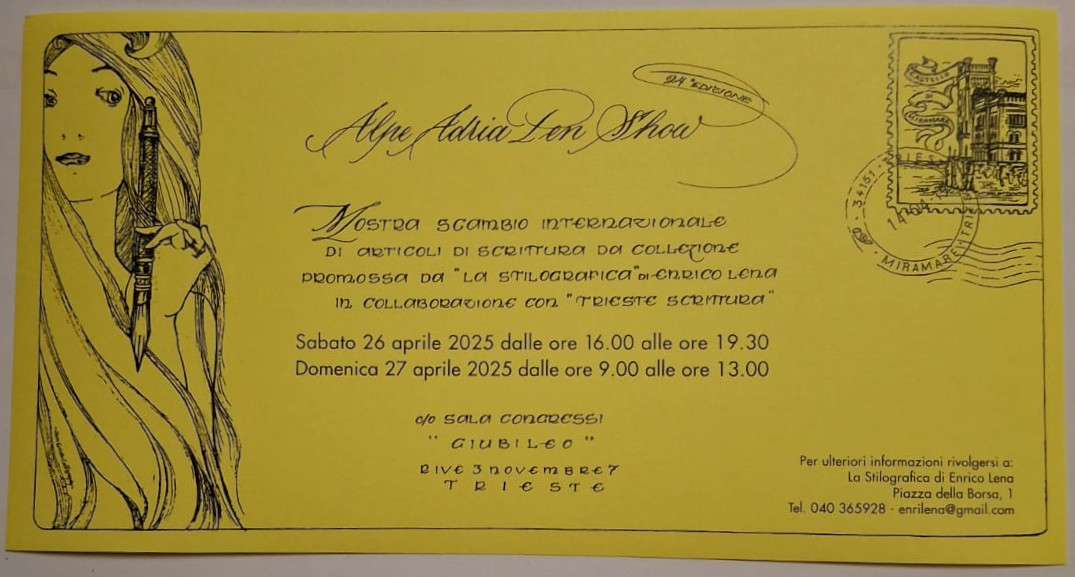 24ª EDIZIONE
Alpe Adria Pen Show
MOSTRA SCAMBIO INTERNAZIONALE
DI ARTICOLI DI SCRITTURA DA COLLEZIONE
PROMOSSA DA "LA STILOGRAFICA" DI ENRICO LENA
IN COLLABORAZIONE CON "TRIESTE SCRITTURA"
Sabato 26 aprile 2025 dalle ore 16.00 alle ore 19.30
Domenica 27 aprile 2025 dalle ore 9.00 alle ore 13.00
c/o SALA CONGRESSI
"GIUBILEO"
RIVE 3 NOVEMBRE 7
TRIESTE
CASTELLO
DI
MIRAMARE
34151
MIRAMARE
Per ulteriori informazioni rivolgersi a:
La Stilografica di Enrico Lena
Piazza della Borsa, 1
Tel. 040 365928 · enrilena@gmail.com